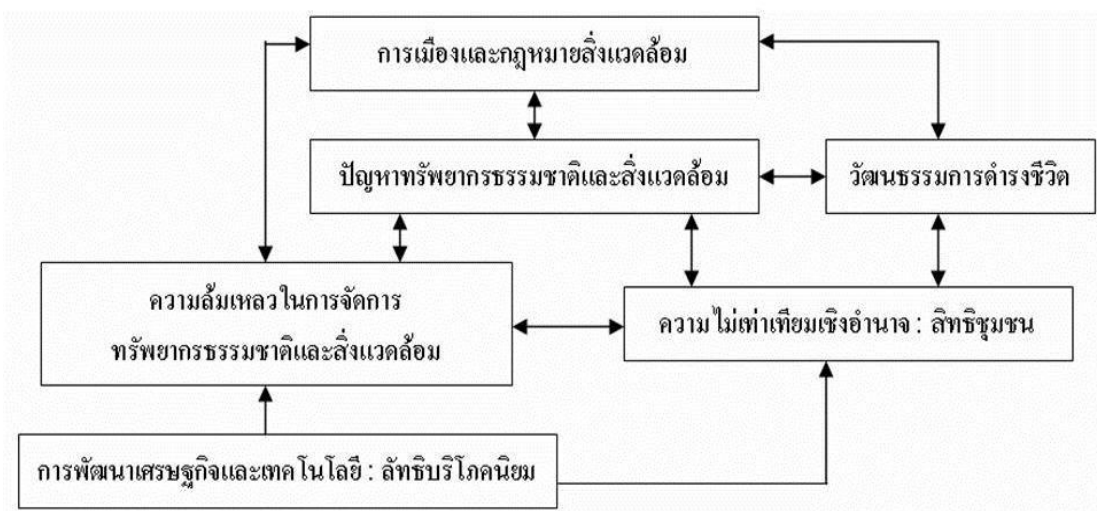 การเมืองและกฎหมายสิ่งแวดล้อม
ปัญหาทรัพยากรธรรมชาติและสิ่งแวดล้อม
วัฒนธรรมการดำรงชีวิต
ความล้มเหลวในการจัดการ
ทรัพยากรธรรมชาติและสิ่งแวดล้อม
ความไม่เท่าเทียมเชิงอำนาจ : สิทธิชุมชน
การพัฒนาเศรษฐกิจและเทคโนโลยี : ลัทธิบริโภคนิยม